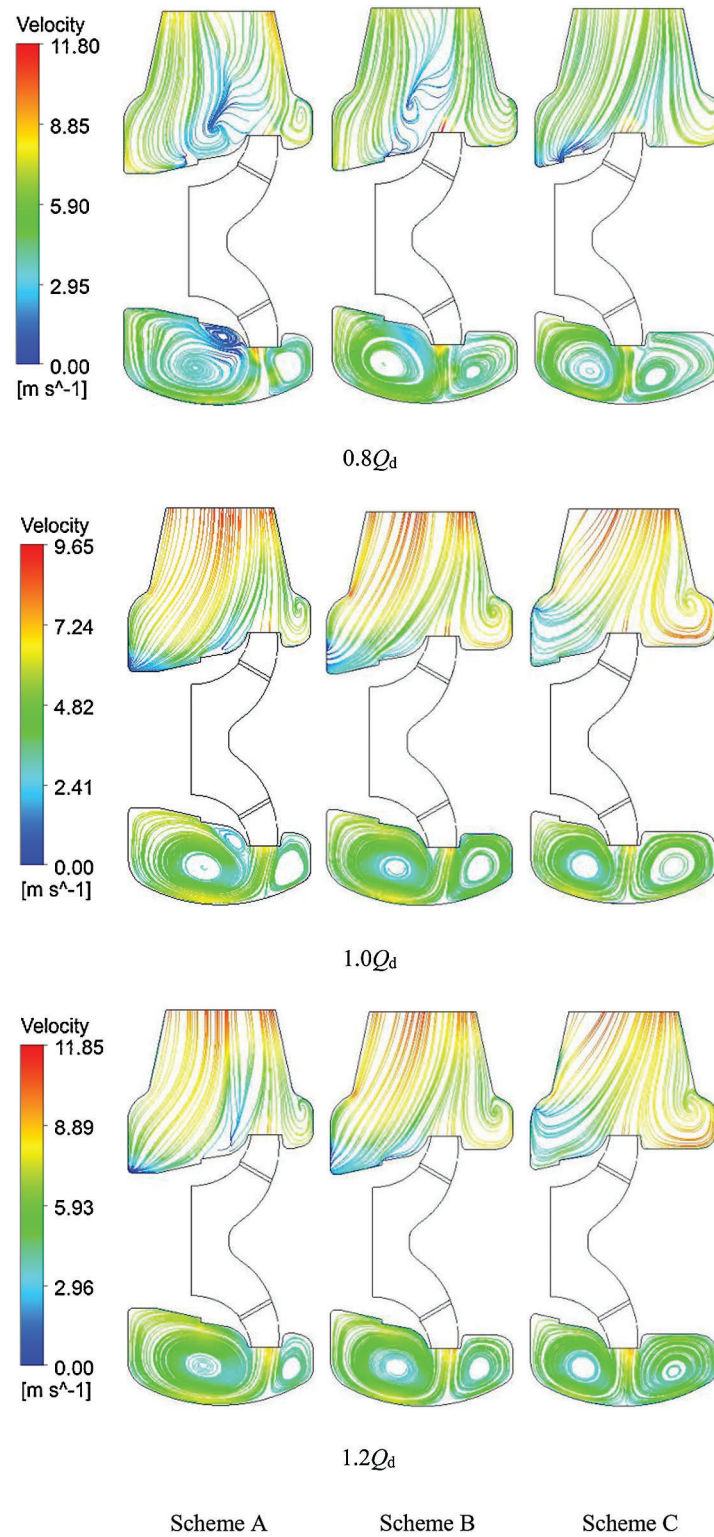 Velocity
11.80
8.85
5.90
2.95
0.00
[m s^-1]
0.8Qd
Velocity
9.65
7.24
4.82
2.41
0.00
[m s^-1]
1.0Qd
Velocity
11.85
8.89
5.93
2.96
0.00
[m s^-1]
1.2Qd
Scheme A Scheme B Scheme C